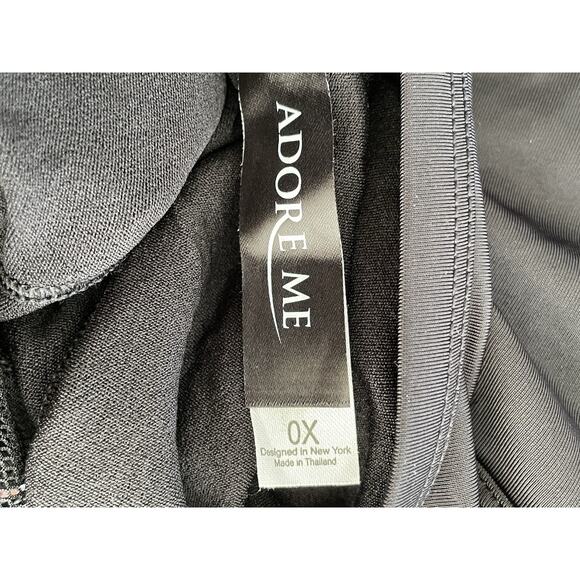 ADORE ME
0X
Designed in New York
Made in Thailand